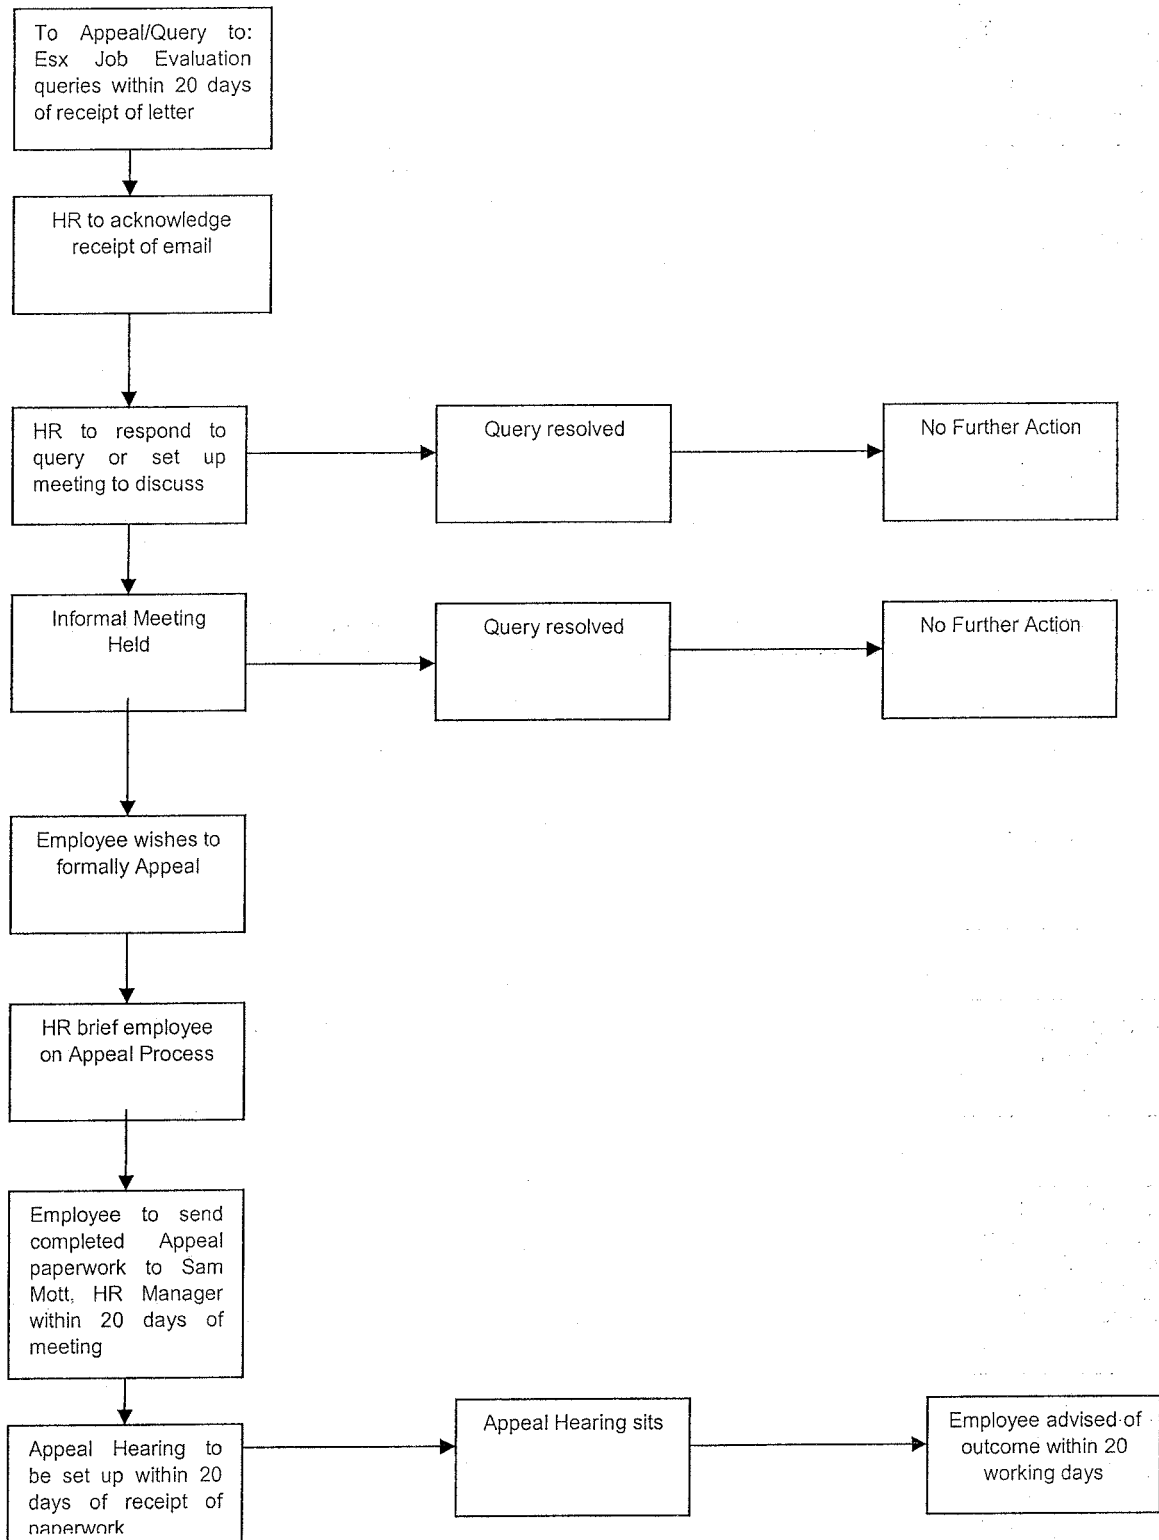 To Appeal/Query to:
Esx Job Evaluation
queries within 20 days
of receipt of letter
HR to acknowledge
receipt of email
HR to respond to
query or set up
meeting to discuss
Query resolved
No Further Action
Informal Meeting
Held
Query resolved
No Further Action
Employee wishes to
formally Appeal
HR brief employee
on Appeal Process
Employee to send
completed Appeal
paperwork to Sam
Mott, HR Manager
within 20 days of
meeting
Appeal Hearing to
be set up within 20
days of receipt of
paperwork
Appeal Hearing sits
Employee advised of
outcome within 20
working days